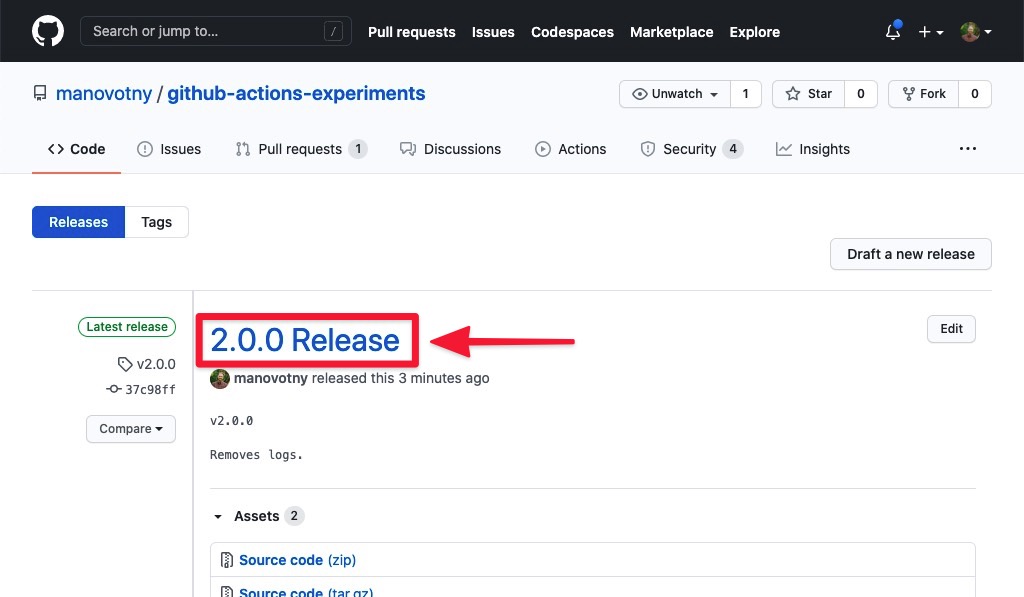 Search or jump to... /
Pull requests Issues Codespaces Marketplace Explore
manovotny / github-actions-experiments
Unwatch 1 Star 0 Fork 0
Code Issues Pull requests 1 Discussions Actions Security 4 Insights ...
Releases Tags
Draft a new release
Latest release
v2.0.0
37c98ff
Compare
2.0.0 Release
Edit
manovotny released this 3 minutes ago
v2.0.0
Removes logs.
Assets 2
Source code (zip)
Source code (tar.gz)